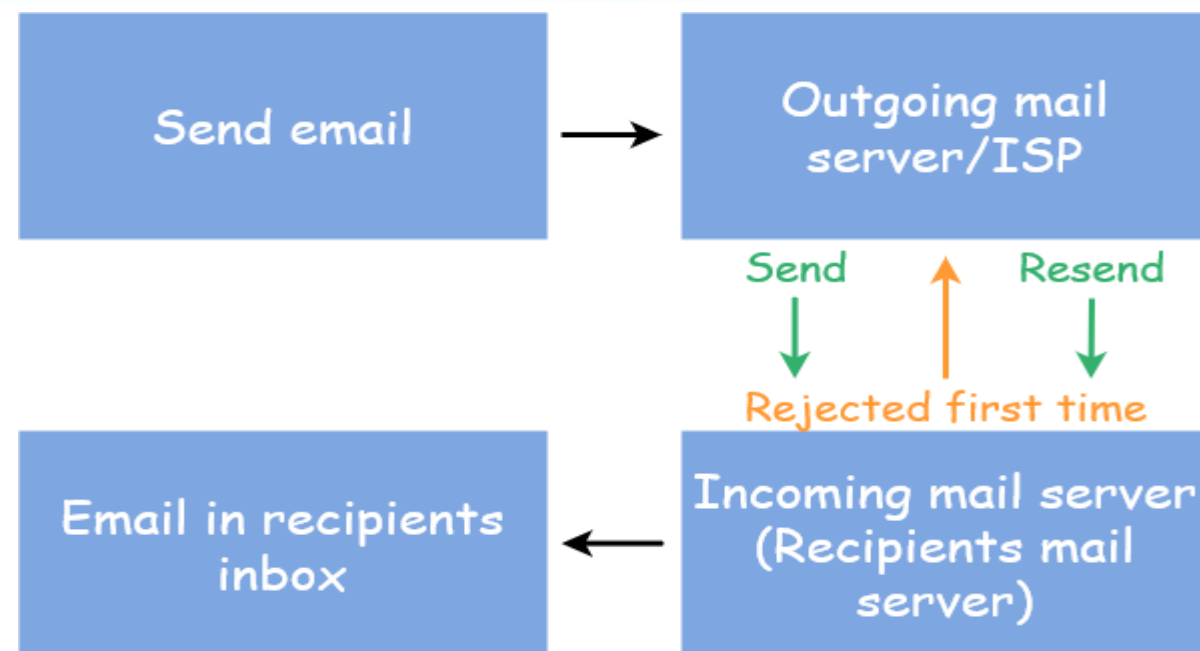 Send email
Outgoing mail
server/ISP
Send
Resend
Rejected first time
Email in recipients
inbox
Incoming mail server
(Recipients mail
server)